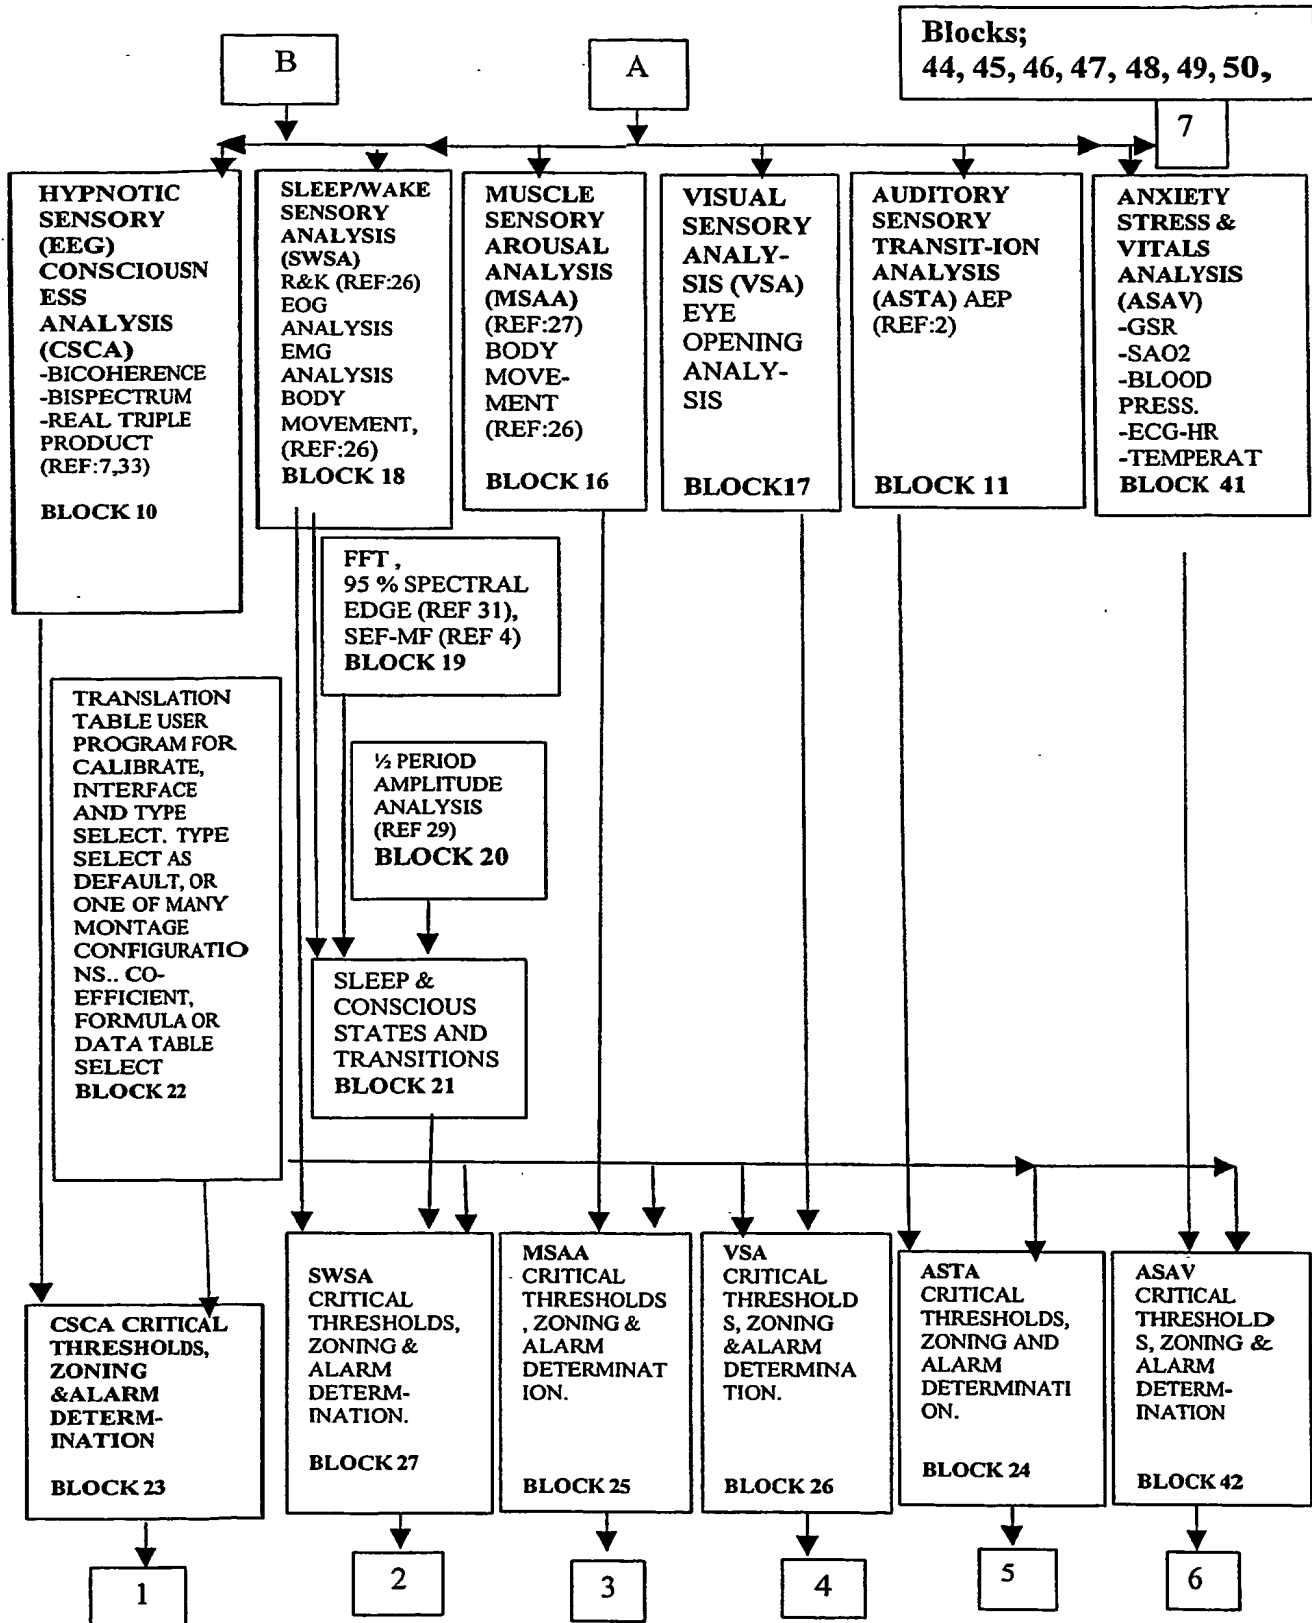 B
A
Blocks;
44, 45, 46, 47, 48, 49, 50,
7
HYPNOTIC
SENSORY
(EEG)
CONSCIOUSN
ESS
ANALYSIS
(CSCA)
-BICOHERENCE
-BISPECTRUM
-REAL TRIPLE
PRODUCT
(REF:7,33)
BLOCK 10
SLEEP/WAKE
SENSORY
ANALYSIS
(SWSA)
R&K (REF:26)
EOG
ANALYSIS
EMG
ANALYSIS
BODY
MOVEMENT,
(REF:26)
BLOCK 18
MUSCLE
SENSORY
AROUSAL
ANALYSIS
(MSAA)
(REF:27)
BODY
MOVE-
MENT
(REF:26)
BLOCK 16
VISUAL
SENSORY
ANALY-
SIS (VSA)
EYE
OPENING
ANALY-
SIS
BLOCK17
AUDITORY
SENSORY
TRANSIT-ION
ANALYSIS
(ASTA) AEP
(REF:2)
BLOCK 11
ANXIETY
STRESS &
VITALS
ANALYSIS
(ASAV)
-GSR
-SAO2
-BLOOD
PRESS.
-ECG-HR
-TEMPERAT
BLOCK 41
FFT ,
95 % SPECTRAL
EDGE (REF 31),
SEF-MF (REF 4)
BLOCK 19
TRANSLATION
TABLE USER
PROGRAM FOR
CALIBRATE,
INTERFACE
AND TYPE
SELECT. TYPE
SELECT AS
DEFAULT, OR
ONE OF MANY
MONTAGE
CONFIGURATIO
NS.. CO-
EFFICIENT,
FORMULA OR
DATA TABLE
SELECT
BLOCK 22
½ PERIOD
AMPLITUDE
ANALYSIS
(REF 29)
BLOCK 20
SLEEP &
CONSCIOUS
STATES AND
TRANSITIONS
BLOCK 21
CSCA CRITICAL
THRESHOLDS,
ZONING
&ALARM
DETERM-
INATION
BLOCK 23
SWSA
CRITICAL
THRESHOLDS,
ZONING &
ALARM
DETERM-
INATION.
BLOCK 27
MSAA
CRITICAL
THRESHOLDS
, ZONING &
ALARM
DETERMINAT
ION.
BLOCK 25
VSA
CRITICAL
THRESHOLD
S, ZONING
&ALARM
DETERMINA
TION.
BLOCK 26
ASTA
CRITICAL
THRESHOLDS,
ZONING AND
ALARM
DETERMINATI
ON.
BLOCK 24
ASAV
CRITICAL
THRESHOLD
S, ZONING &
ALARM
DETERM-
INATION
BLOCK 42
1
2
3
4
5
6